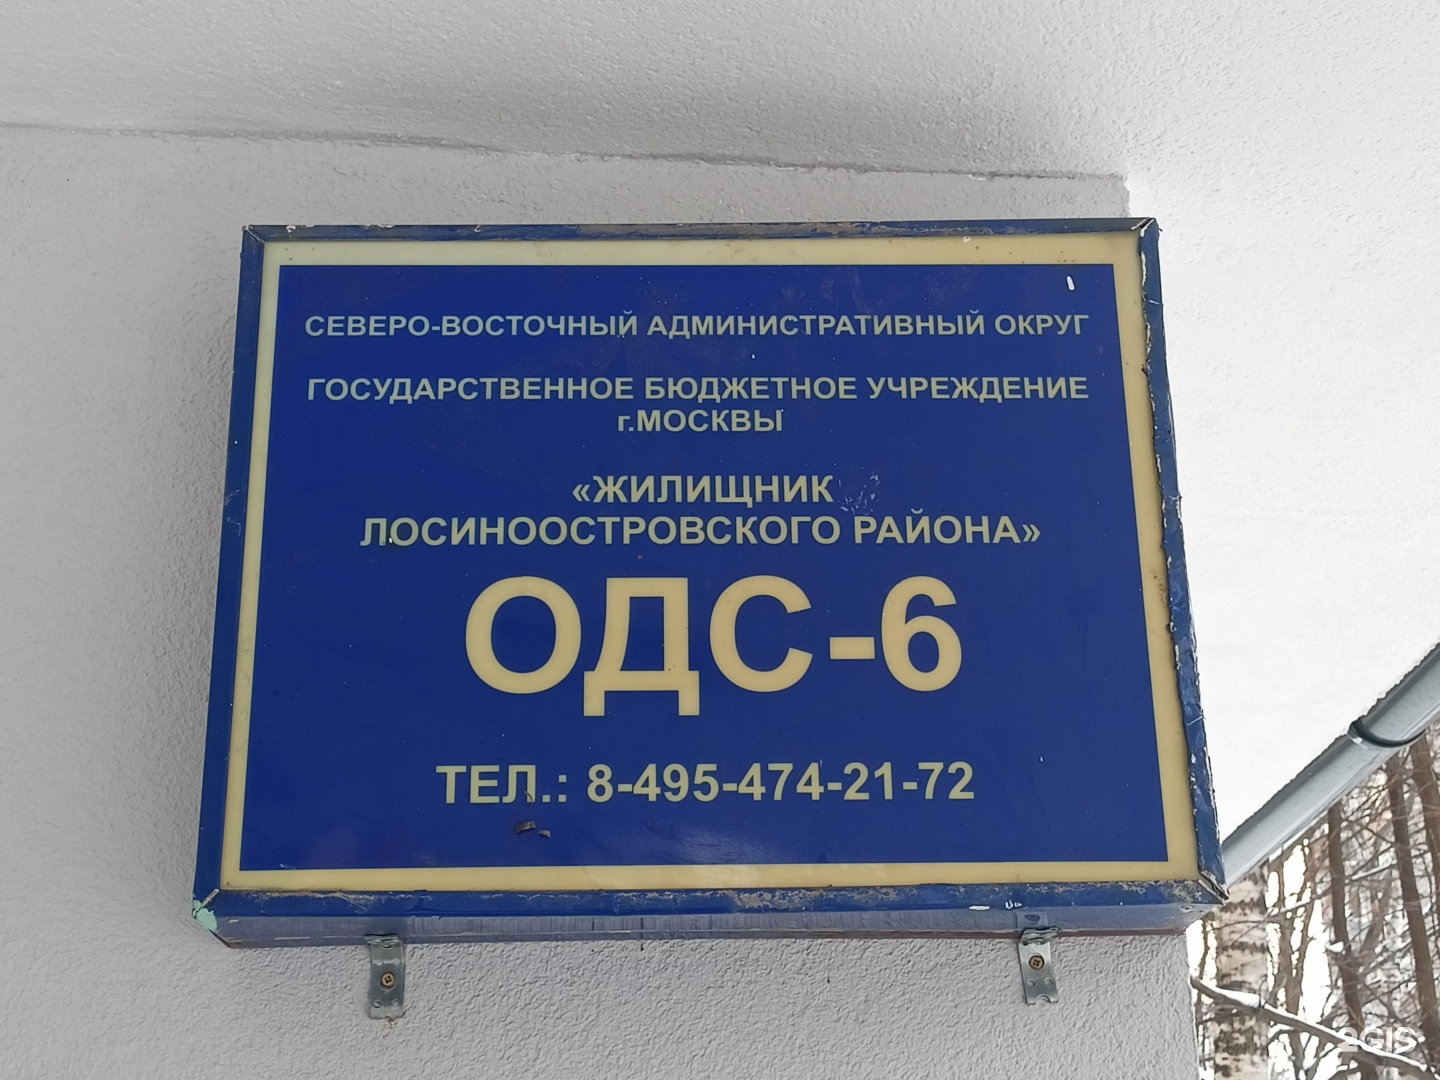 СЕВЕРО-ВОСТОЧНЫЙ АДМИНИСТРАТИВНЫЙ ОКРУГ
ГОСУДАРСТВЕННОЕ БЮДЖЕТНОЕ УЧРЕЖДЕНИЕ
г.МОСКВЫ
«ЖИЛИЩНИК
ЛОСИНООСТРОВСКОГО РАЙОНА»
ОДС-6
ТЕЛ.: 8-495-474-21-72
2GIS